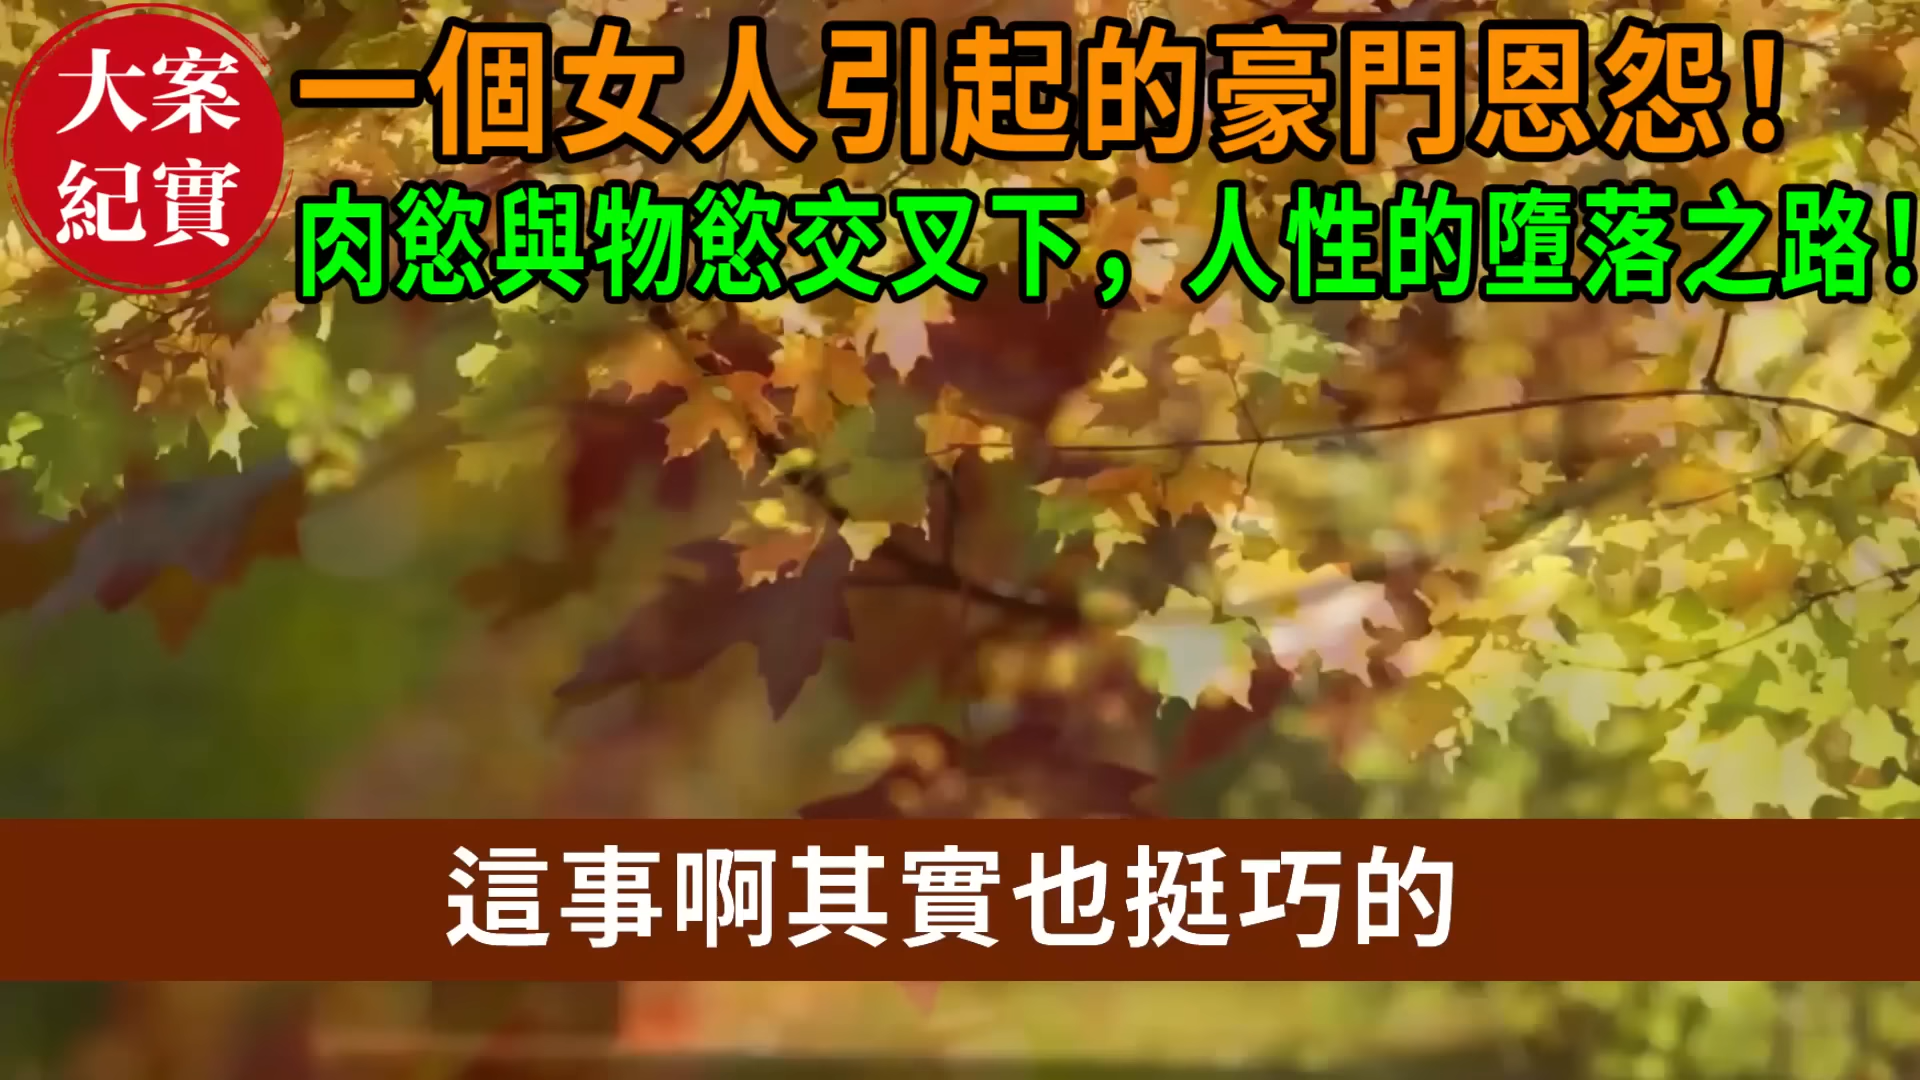 大案
紀實
一個女人引起的豪門恩怨！
肉慾與物慾交叉下，人性的墮落之路！
這事啊其實也挺巧的